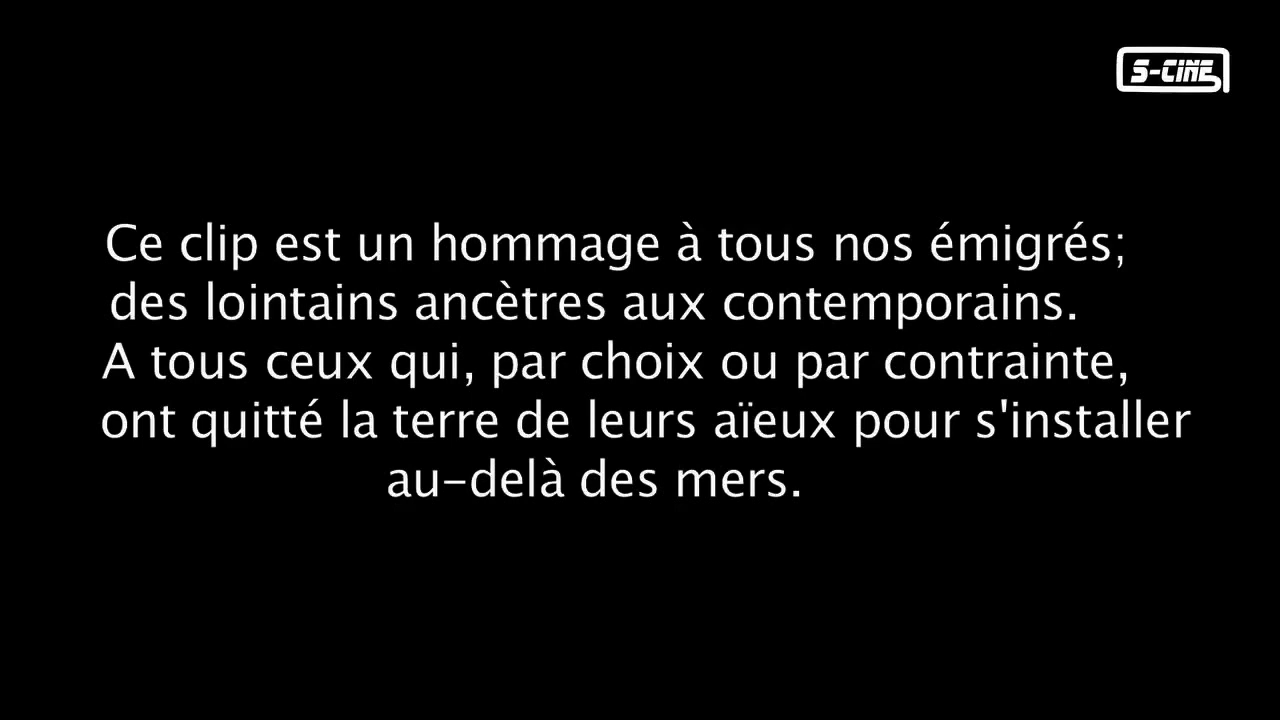 S-CINE
Ce clip est un hommage à tous nos émigrés;
des lointains ancètres aux contemporains.
A tous ceux qui, par choix ou par contrainte,
ont quitté la terre de leurs aïeux pour s'installer
au-delà des mers.